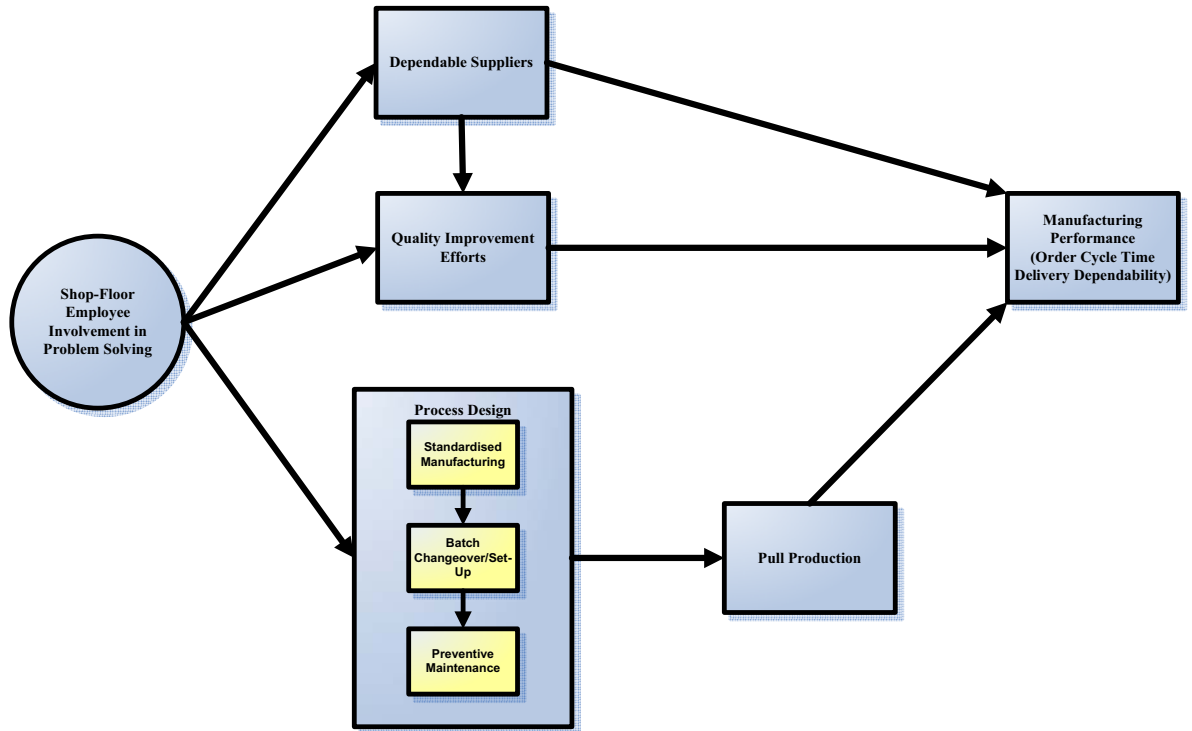 Dependable Suppliers
Quality Improvement
Efforts
Manufacturing
Performance
(Order Cycle Time
Delivery Dependability)
Shop-Floor
Employee
Involvement in
Problem Solving
Process Design
Standardised
Manufacturing
Batch
Changeover/Set-
Up
Preventive
Maintenance
Pull Production